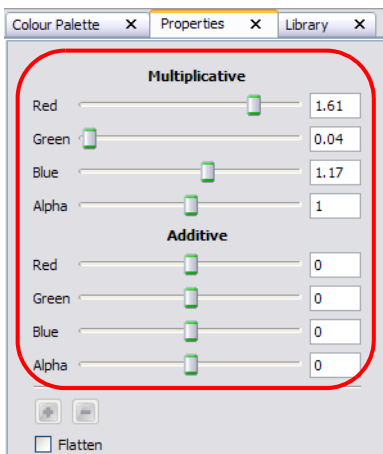 Colour Palette X Properties X Library X
Multiplicative
Red 1.61
Green 0.04
Blue 1.17
Alpha 1
Additive
Red 0
Green 0
Blue 0
Alpha 0
+ −
Flatten